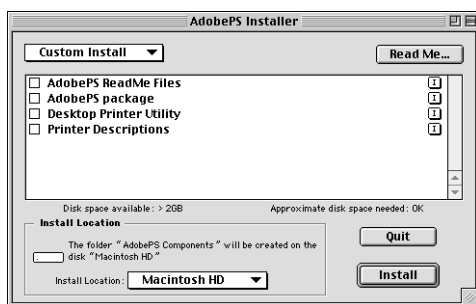 AdobePS Installer
Custom Install
Read Me...
AdobePS ReadMe Files
AdobePS package
Desktop Printer Utility
Printer Descriptions
Disk space available: > 2GB
Approximate disk space needed: 0K
Install Location
The folder "AdobePS Components" will be created on the
disk "Macintosh HD"
Install Location: Macintosh HD
Quit
Install